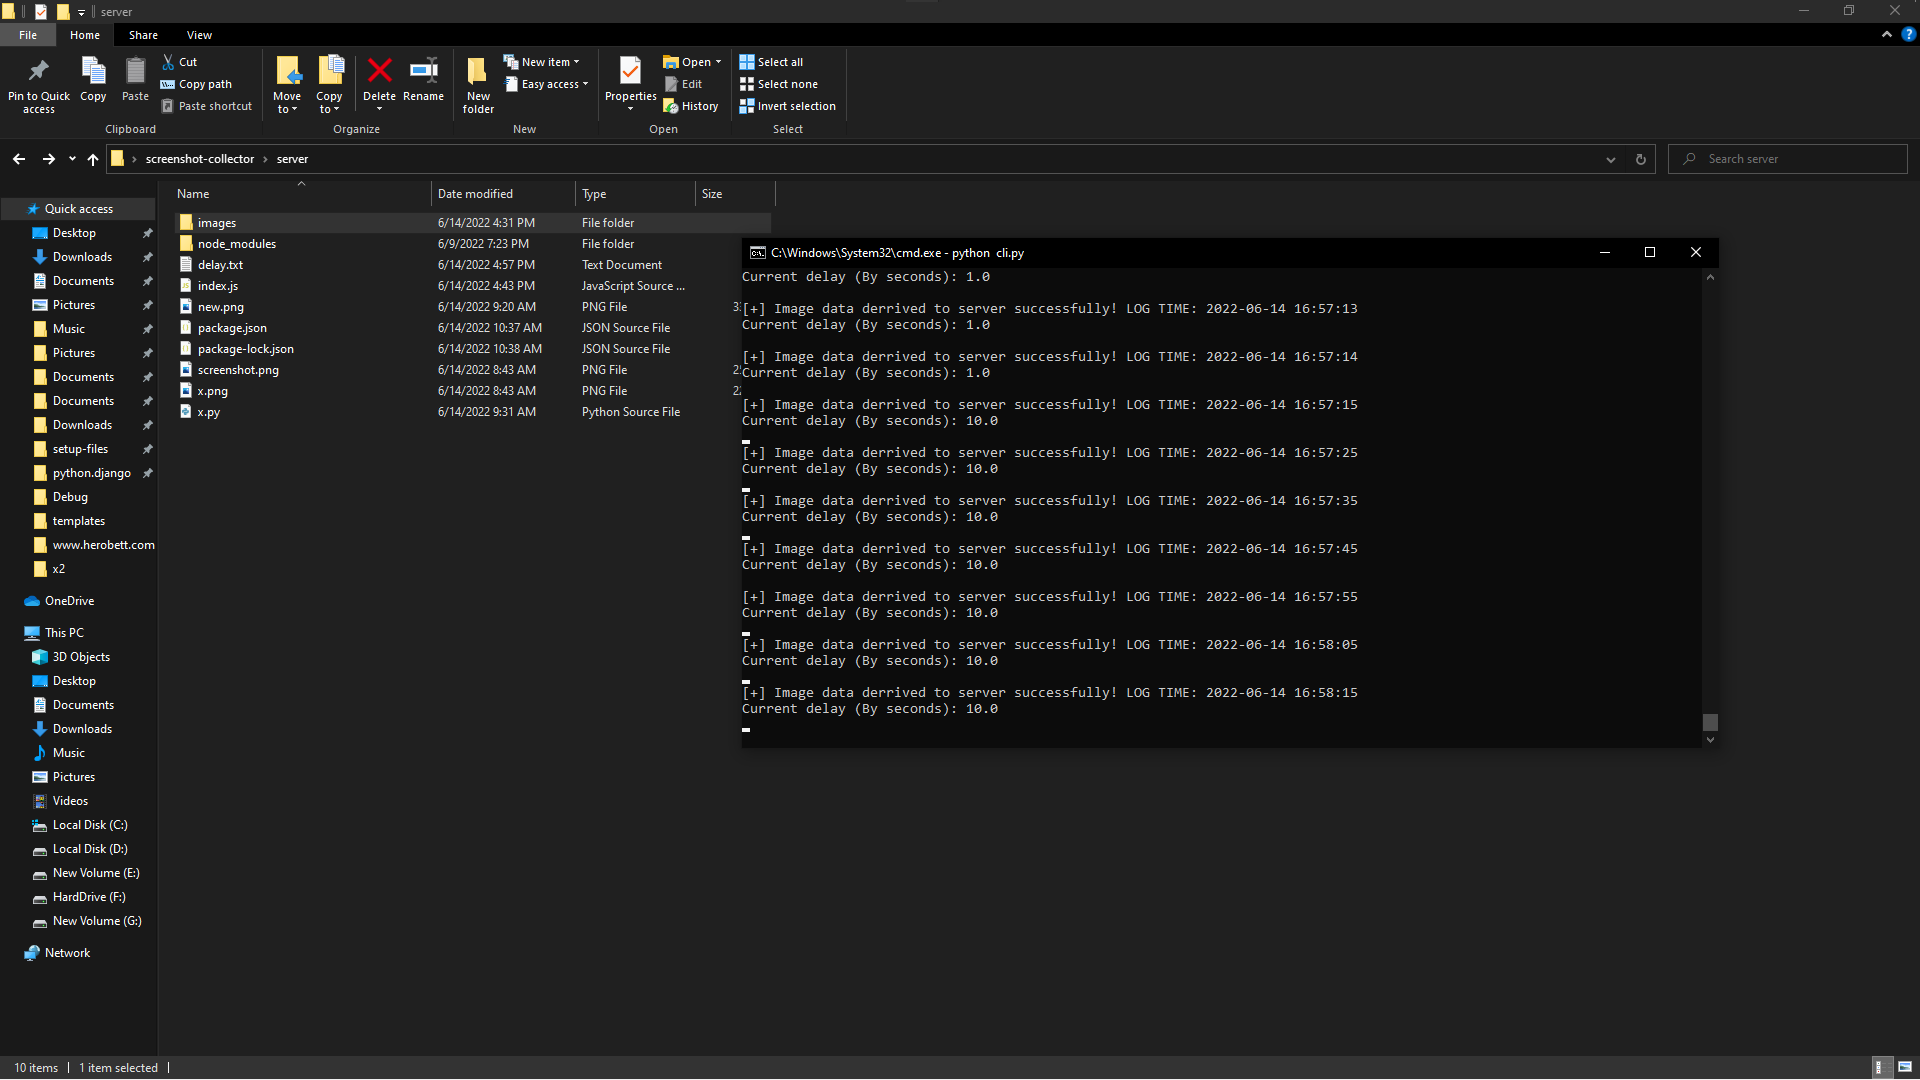 server
File Home Share View
Pin to Quick access
Copy
Paste
Cut
Copy path
Paste shortcut
Clipboard
Move to
Copy to
Delete
Rename
Organize
New folder
New item
Easy access
New
Properties
Open
Edit
History
Open
Select all
Select none
Invert selection
Select
screenshot-collector › server
Search server
Name Date modified Type Size
images 6/14/2022 4:31 PM File folder
node_modules 6/9/2022 7:23 PM File folder
delay.txt 6/14/2022 4:57 PM Text Document
index.js 6/14/2022 4:43 PM JavaScript Source ...
new.png 6/14/2022 9:20 AM PNG File
package.json 6/14/2022 10:37 AM JSON Source File
package-lock.json 6/14/2022 10:38 AM JSON Source File
screenshot.png 6/14/2022 8:43 AM PNG File
x.png 6/14/2022 8:43 AM PNG File
x.py 6/14/2022 9:31 AM Python Source File
Quick access
Desktop
Downloads
Documents
Pictures
Music
Pictures
Documents
Documents
Downloads
setup-files
python.django
Debug
templates
www.herobett.com
x2
OneDrive
This PC
3D Objects
Desktop
Documents
Downloads
Music
Pictures
Videos
Local Disk (C:)
Local Disk (D:)
New Volume (E:)
HardDrive (F:)
New Volume (G:)
Network
C:\Windows\System32\cmd.exe - python  cli.py
Current delay (By seconds): 1.0
[+] Image data derrived to server successfully! LOG TIME: 2022-06-14 16:57:13
Current delay (By seconds): 1.0
[+] Image data derrived to server successfully! LOG TIME: 2022-06-14 16:57:14
Current delay (By seconds): 1.0
[+] Image data derrived to server successfully! LOG TIME: 2022-06-14 16:57:15
Current delay (By seconds): 10.0
[+] Image data derrived to server successfully! LOG TIME: 2022-06-14 16:57:25
Current delay (By seconds): 10.0
[+] Image data derrived to server successfully! LOG TIME: 2022-06-14 16:57:35
Current delay (By seconds): 10.0
[+] Image data derrived to server successfully! LOG TIME: 2022-06-14 16:57:45
Current delay (By seconds): 10.0
[+] Image data derrived to server successfully! LOG TIME: 2022-06-14 16:57:55
Current delay (By seconds): 10.0
[+] Image data derrived to server successfully! LOG TIME: 2022-06-14 16:58:05
Current delay (By seconds): 10.0
[+] Image data derrived to server successfully! LOG TIME: 2022-06-14 16:58:15
Current delay (By seconds): 10.0
10 items 1 item selected